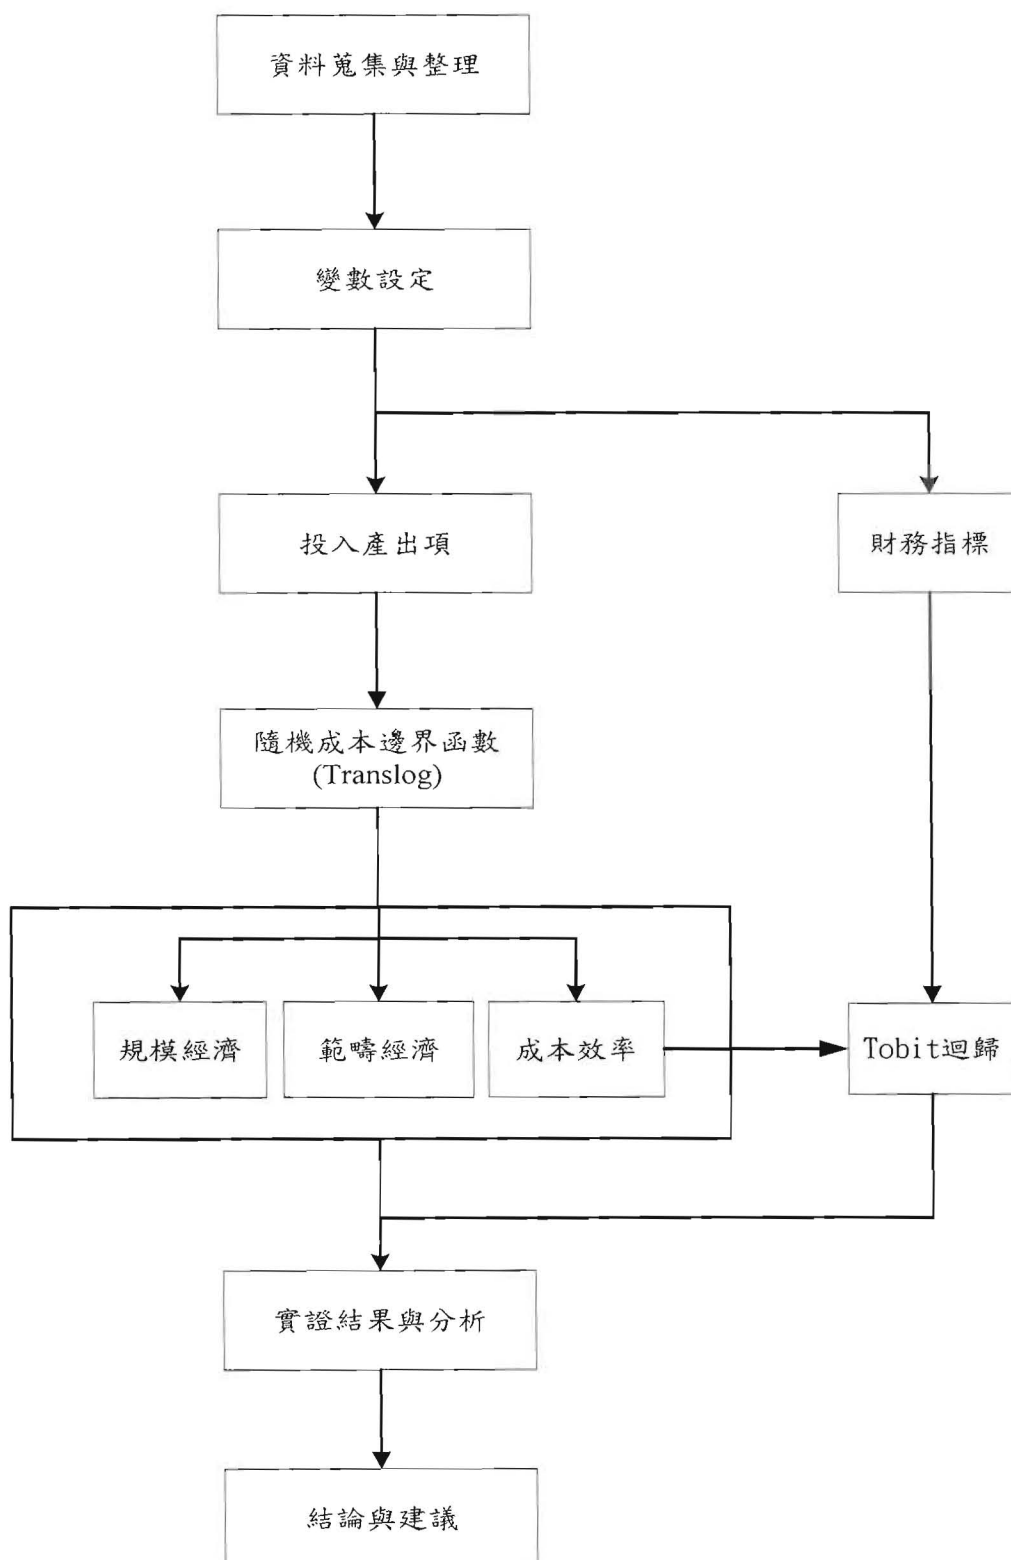 資料蒐集與整理
變數設定
投入產出項
財務指標
隨機成本邊界函數
(Translog)
規模經濟
範疇經濟
成本效率
Tobit迴歸
實證結果與分析
結論與建議